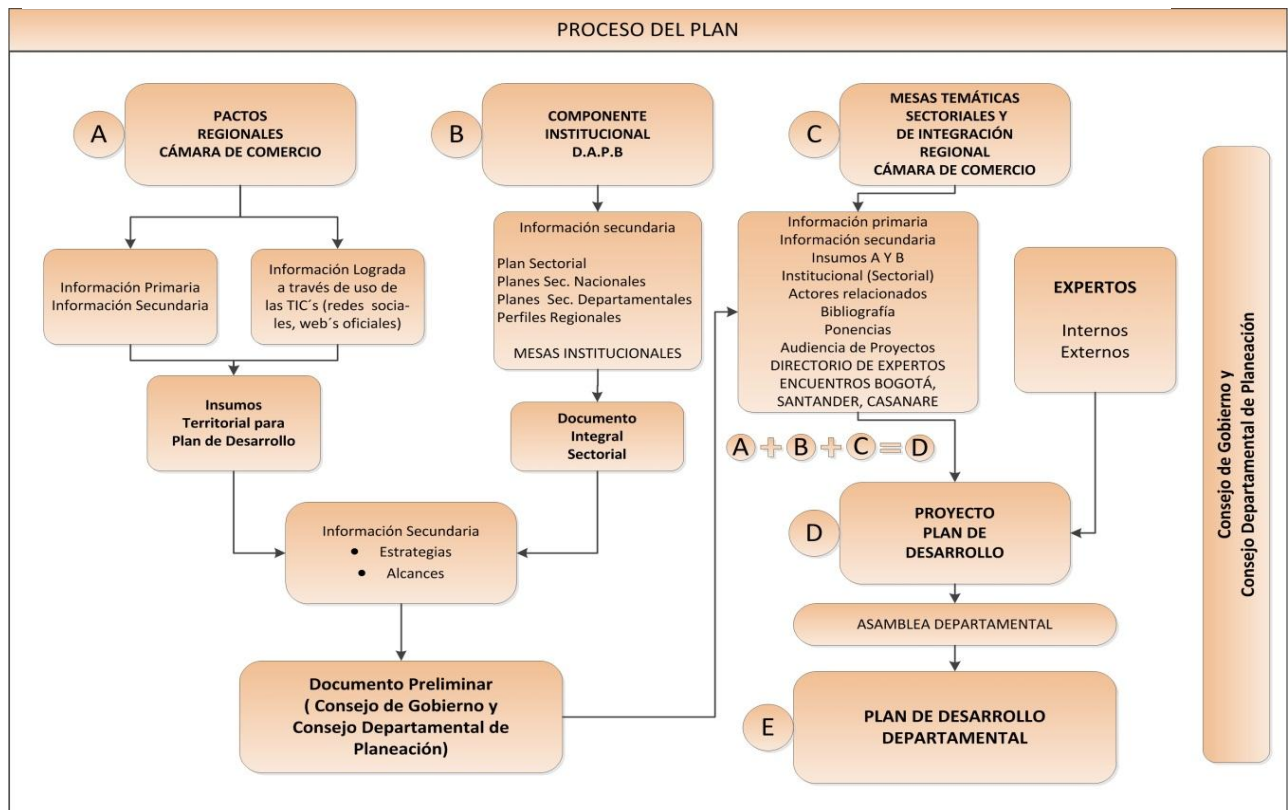 PROCESO DEL PLAN
A
PACTOS
REGIONALES
CÁMARA DE COMERCIO
Información Primaria
Información Secundaria
Información Lograda
a través de uso de
las TIC´s (redes socia-
les, web´s oficiales)
Insumos
Territorial para
Plan de Desarrollo
B
COMPONENTE
INSTITUCIONAL
D.A.P.B
Información secundaria
Plan Sectorial
Planes Sec. Nacionales
Planes Sec. Departamentales
Perfiles Regionales
MESAS INSTITUCIONALES
Documento
Integral
Sectorial
Información Secundaria
● Estrategias
● Alcances
Documento Preliminar
( Consejo de Gobierno y
Consejo Departamental de
Planeación)
C
MESAS TEMÁTICAS
SECTORIALES Y
DE INTEGRACIÓN
REGIONAL
CÁMARA DE COMERCIO
Información primaria
Información secundaria
Insumos A Y B
Institucional (Sectorial)
Actores relacionados
Bibliografía
Ponencias
Audiencia de Proyectos
DIRECTORIO DE EXPERTOS
ENCUENTROS BOGOTÁ,
SANTANDER, CASANARE
EXPERTOS
Internos
Externos
A + B + C = D
D
PROYECTO
PLAN DE
DESARROLLO
ASAMBLEA DEPARTAMENTAL
E
PLAN DE DESARROLLO
DEPARTAMENTAL
Consejo de Gobierno y
Consejo Departamental de Planeación